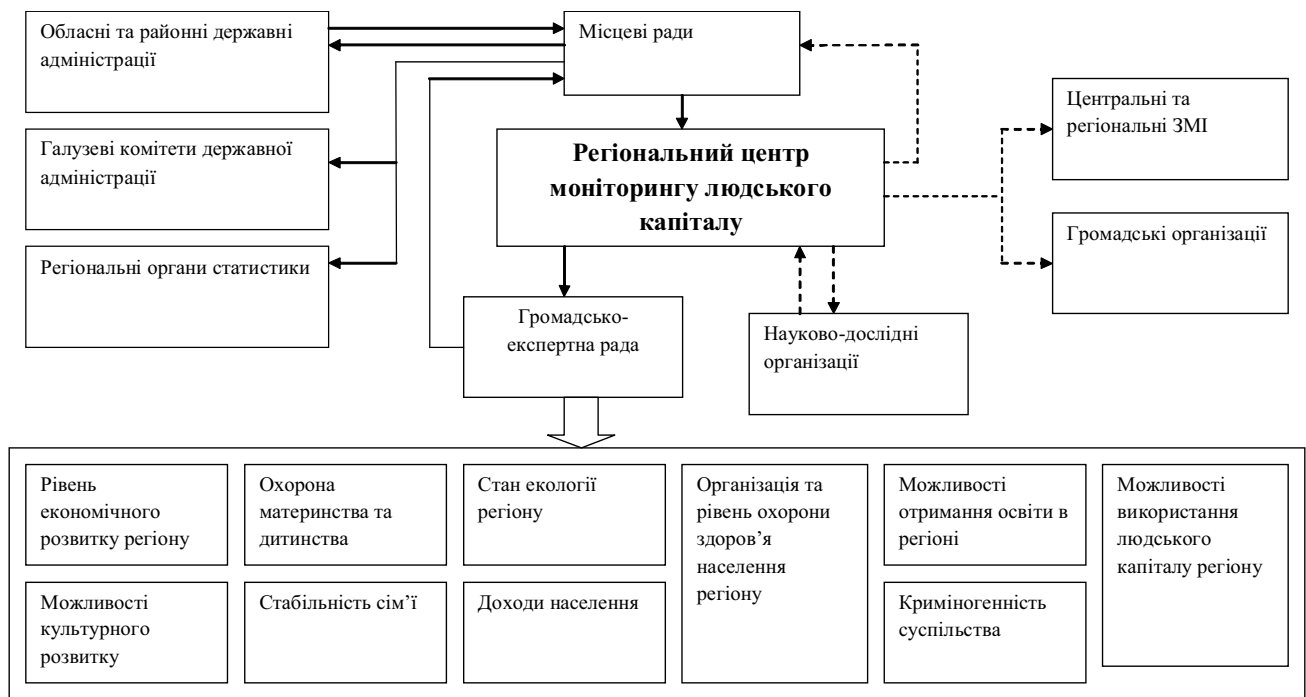 Обласні та районні державні
адміністрації
Місцеві ради
Центральні та
регіональні ЗМІ
Галузеві комітети державної
адміністрації
Регіональний центр
моніторингу людського
капіталу
Громадські організації
Регіональні органи статистики
Громадсько-
експертна рада
Науково-дослідні
організації
Рівень
економічного
розвитку регіону
Охорона
материнства та
дитинства
Стан екології
регіону
Організація та
рівень охорони
здоров’я
населення
регіону
Можливості
отримання освіти в
регіоні
Можливості
використання
людського
капіталу регіону
Можливості
культурного
розвитку
Стабільність сім’ї
Доходи населення
Криміногенність
суспільства